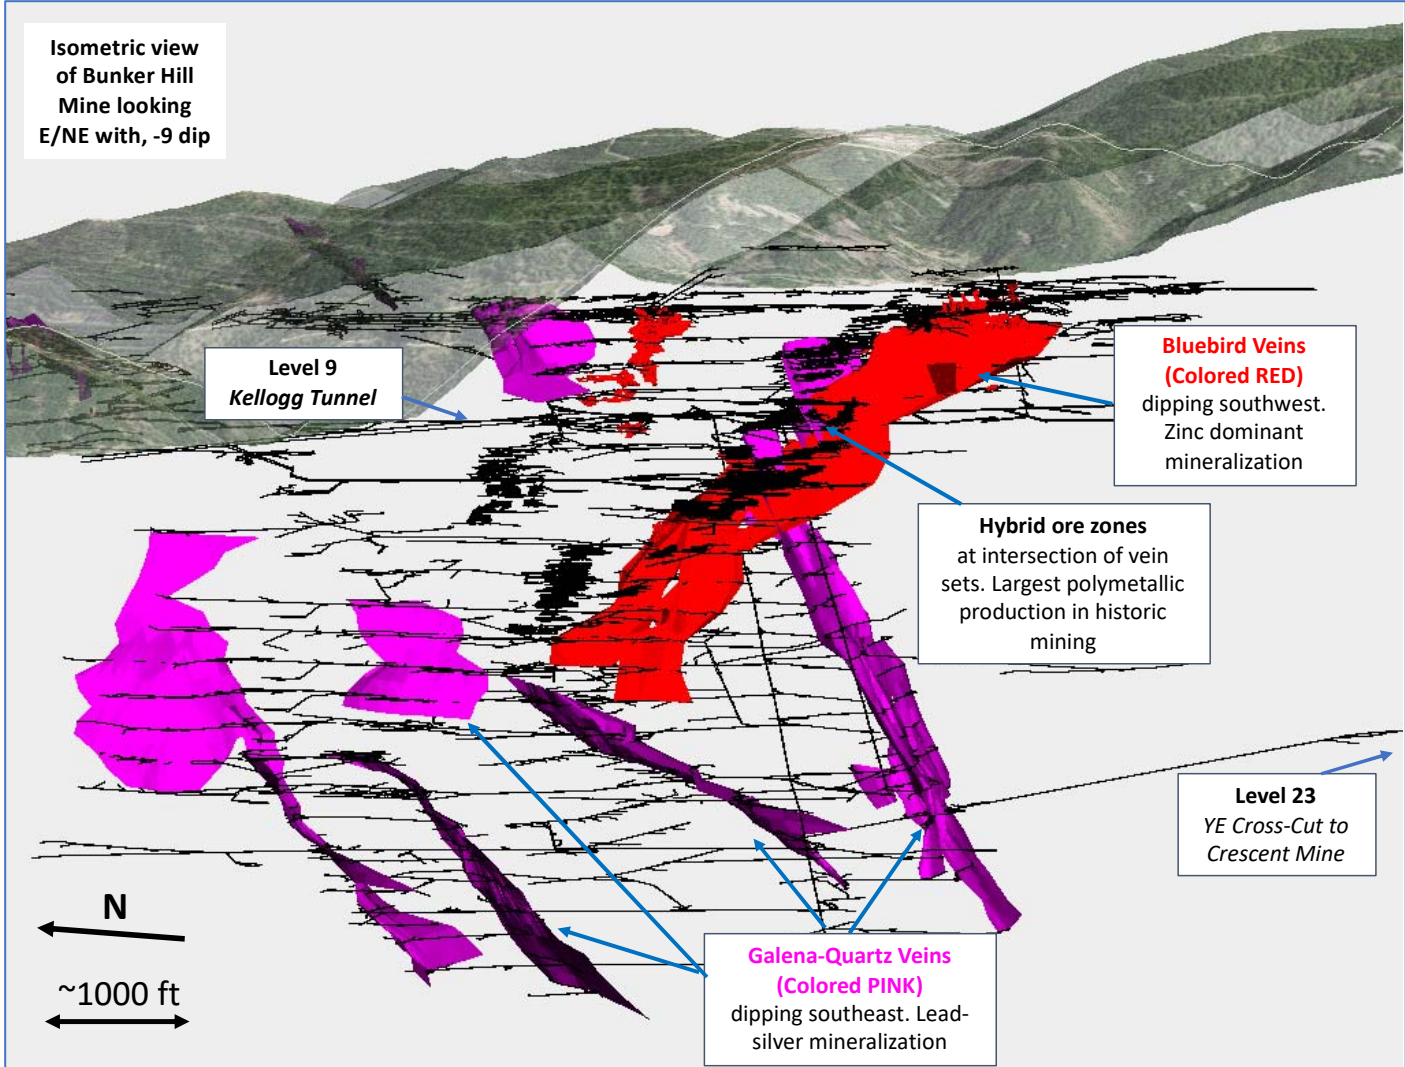 Isometric view
of Bunker Hill
Mine looking
E/NE with, -9 dip
Level 9
Kellogg Tunnel
Bluebird Veins
(Colored RED)
dipping southwest.
Zinc dominant
mineralization
Hybrid ore zones
at intersection of vein
sets. Largest polymetallic
production in historic
mining
Level 23
YE Cross-Cut to
Crescent Mine
N
~1000 ft
Galena-Quartz Veins
(Colored PINK)
dipping southeast. Lead-
silver mineralization